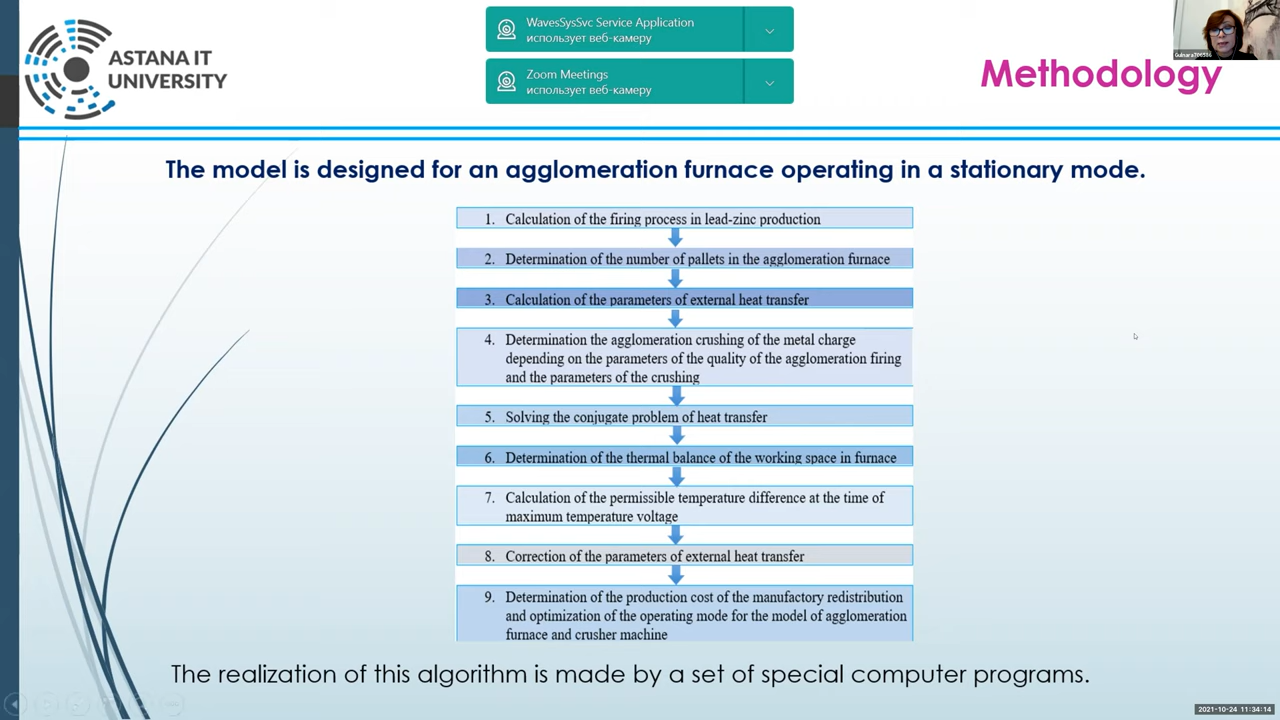 ASTANA IT
UNIVERSITY
WavesSysSvc Service Application
использует веб-камеру
Zoom Meetings
использует веб-камеру
Methodology
The model is designed for an agglomeration furnace operating in a stationary mode.
1. Calculation of the firing process in lead-zinc production
2. Determination of the number of pallets in the agglomeration furnace
3. Calculation of the parameters of external heat transfer
4. Determination the agglomeration crushing of the metal charge
depending on the parameters of the quality of the agglomeration firing
and the parameters of the crushing
5. Solving the conjugate problem of heat transfer
6. Determination of the thermal balance of the working space in furnace
7. Calculation of the permissible temperature difference at the time of
maximum temperature voltage
8. Correction of the parameters of external heat transfer
9. Determination of the production cost of the manufactory redistribution
and optimization of the operating mode for the model of agglomeration
furnace and crusher machine
The realization of this algorithm is made by a set of special computer programs.
2021-10-24 11:34:14